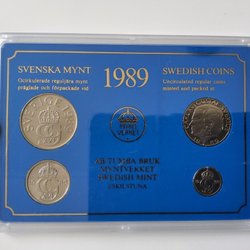 SVENSKA MYNT
Ocirkulerade reguljära mynt
präglade och förpackade vid
1989
SWEDISH COINS
Uncirculated regular coins
minted and packed at
SVERIGE
AB TUMBA BRUK
MYNTVERKET
SWEDISH MINT
ESKILSTUNA